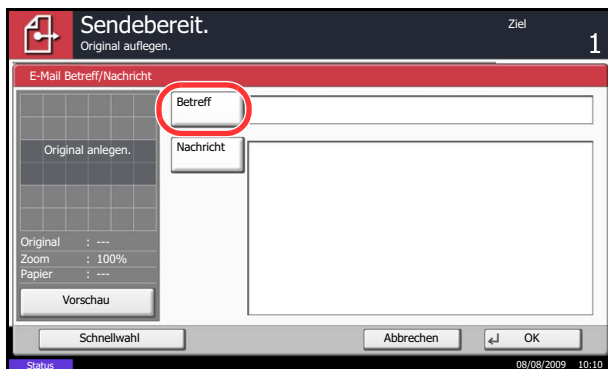 Sendebereit.
Original auflegen.
Ziel
1
E-Mail Betreff/Nachricht
Betreff
Original anlegen.
Nachricht
Original : ---
Zoom : 100%
Papier : ---
Vorschau
Schnellwahl
Abbrechen
OK
Status
08/08/2009 10:10